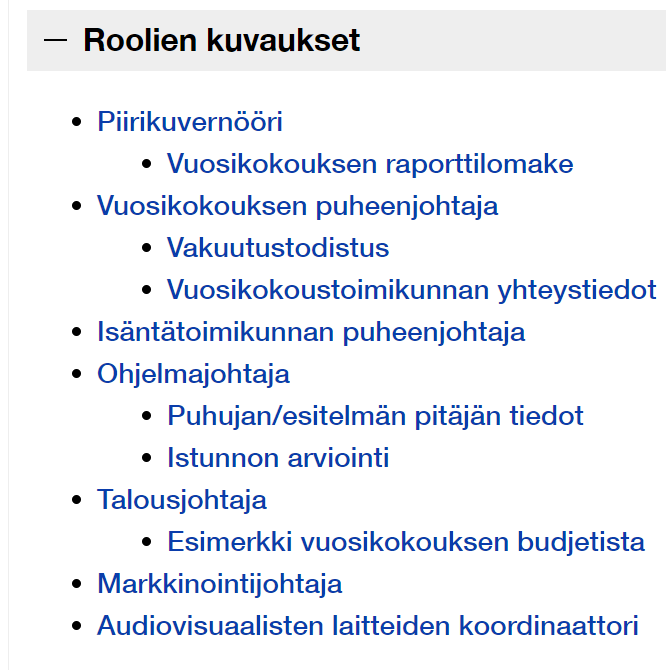 Roolien kuvaukset
Piirikuvernööri
Vuosikokouksen raporttilomake
Vuosikokouksen puheenjohtaja
Vakuutustodistus
Vuosikokoustoimikunnan yhteystiedot
Isäntätoimikunnan puheenjohtaja
Ohjelmajohtaja
Puhujan/esitelmän pitäjän tiedot
Istunnon arviointi
Talousjohtaja
Esimerkki vuosikokouksen budjetista
Markkinointijohtaja
Audiovisuaalisten laitteiden koordinaattori